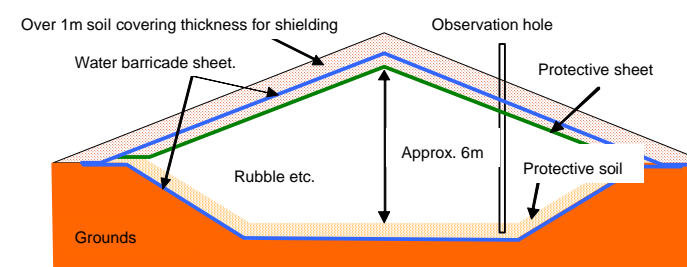 Over 1m soil covering thickness for shielding
Observation hole
Water barricade sheet.
Protective sheet
Approx. 6m
Rubble etc.
Protective soil
Grounds